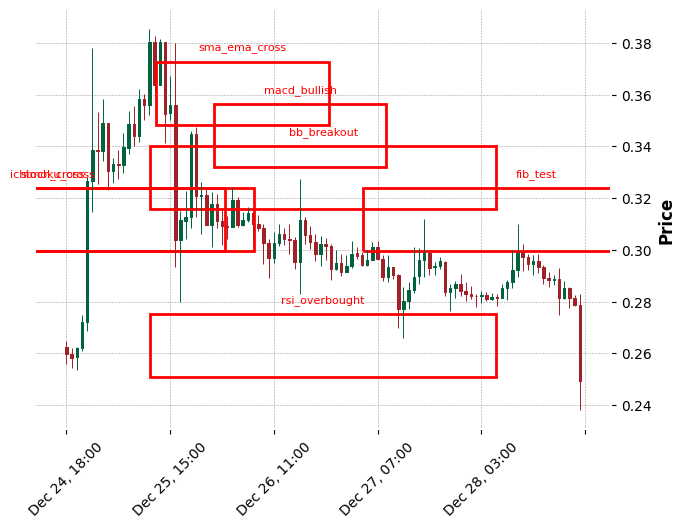 sma_ema_cross
macd_bullish
bb_breakout
fib_test
rsi_overbought
0.38
0.36
0.34
0.32
0.30
0.28
0.26
0.24
Price
Dec 24, 18:00
Dec 25, 15:00
Dec 26, 11:00
Dec 27, 07:00
Dec 28, 03:00